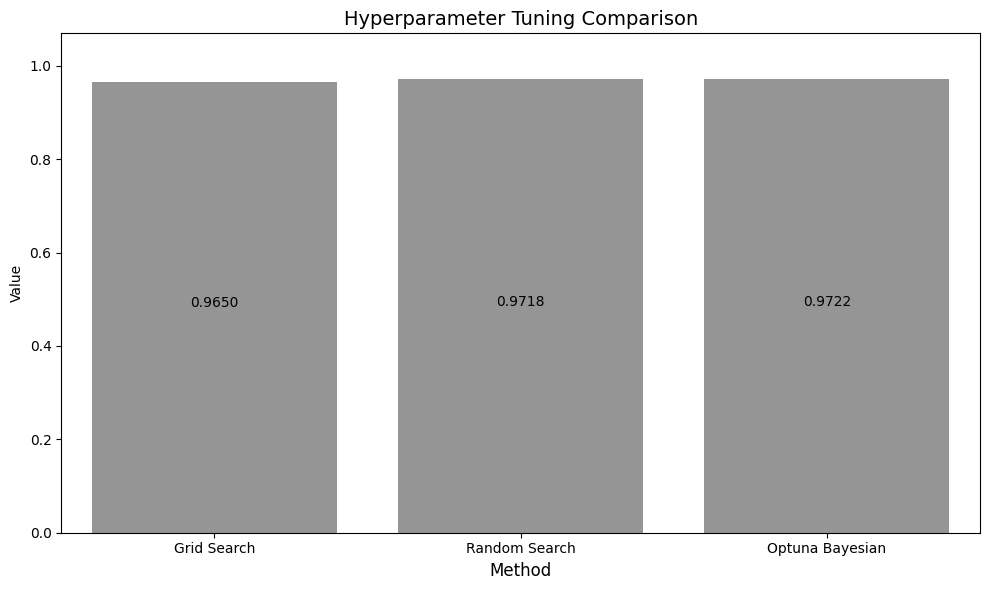 Hyperparameter Tuning Comparison
1.0
0.8
0.6
0.4
0.2
0.0
Value
0.9650
0.9718
0.9722
Grid Search
Random Search
Optuna Bayesian
Method